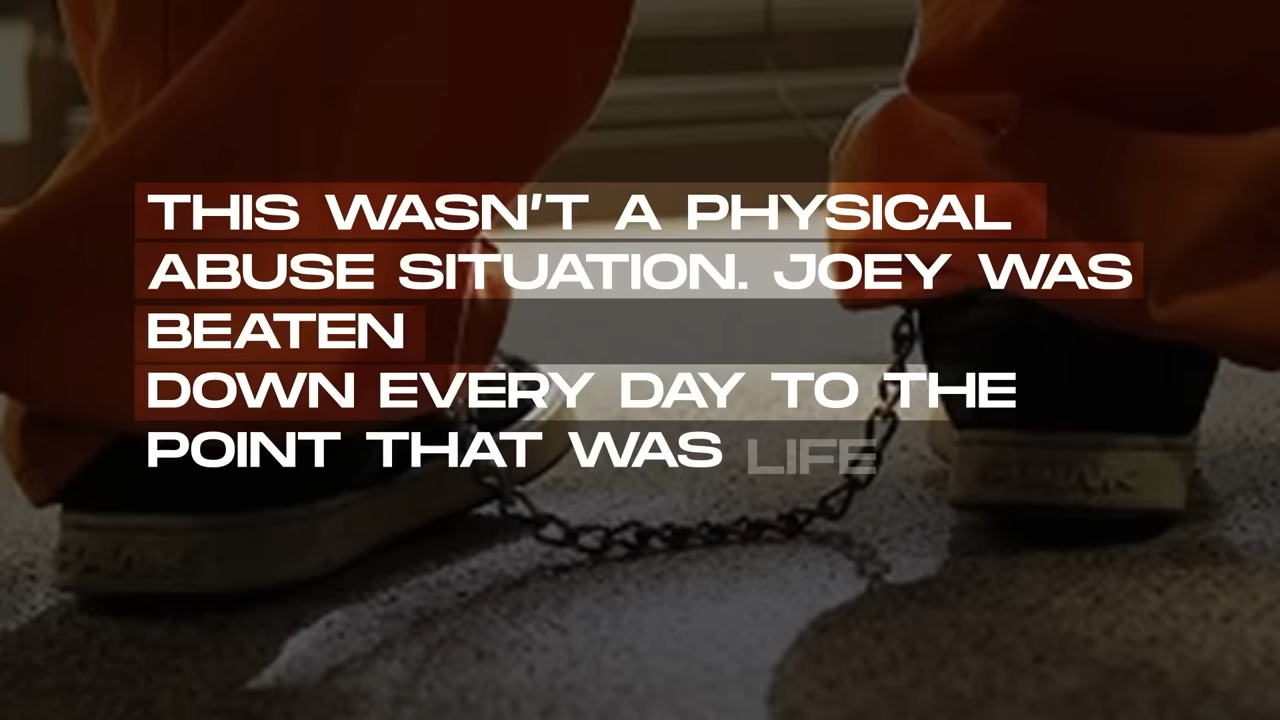 THIS WASN'T A PHYSICAL
ABUSE SITUATION. JOEY WAS
BEATEN
DOWN EVERY DAY TO THE
POINT THAT WAS LIFE